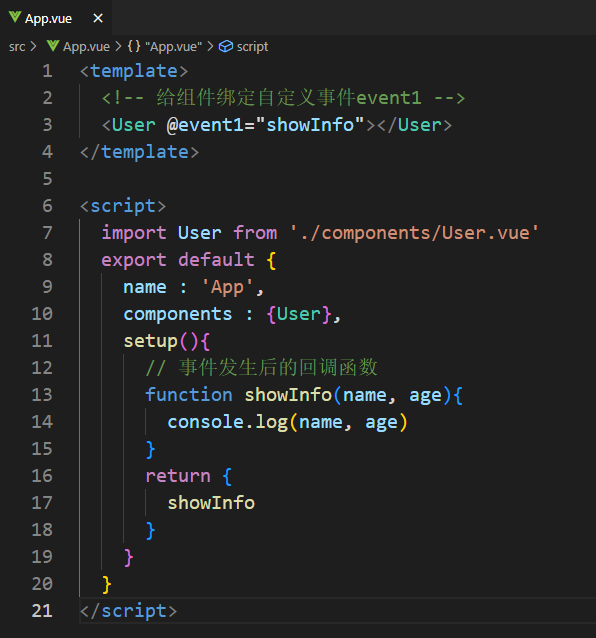 App.vue ×
src > App.vue > {} "App.vue" > script
1 <template>
2   <!-- 给组件绑定自定义事件event1 -->
3   <User @event1="showInfo"></User>
4 </template>
5
6 <script>
7   import User from './components/User.vue'
8   export default {
9     name : 'App',
10     components : {User},
11     setup(){
12       // 事件发生后的回调函数
13       function showInfo(name, age){
14         console.log(name, age)
15       }
16       return {
17         showInfo
18       }
19     }
20   }
21 </script>